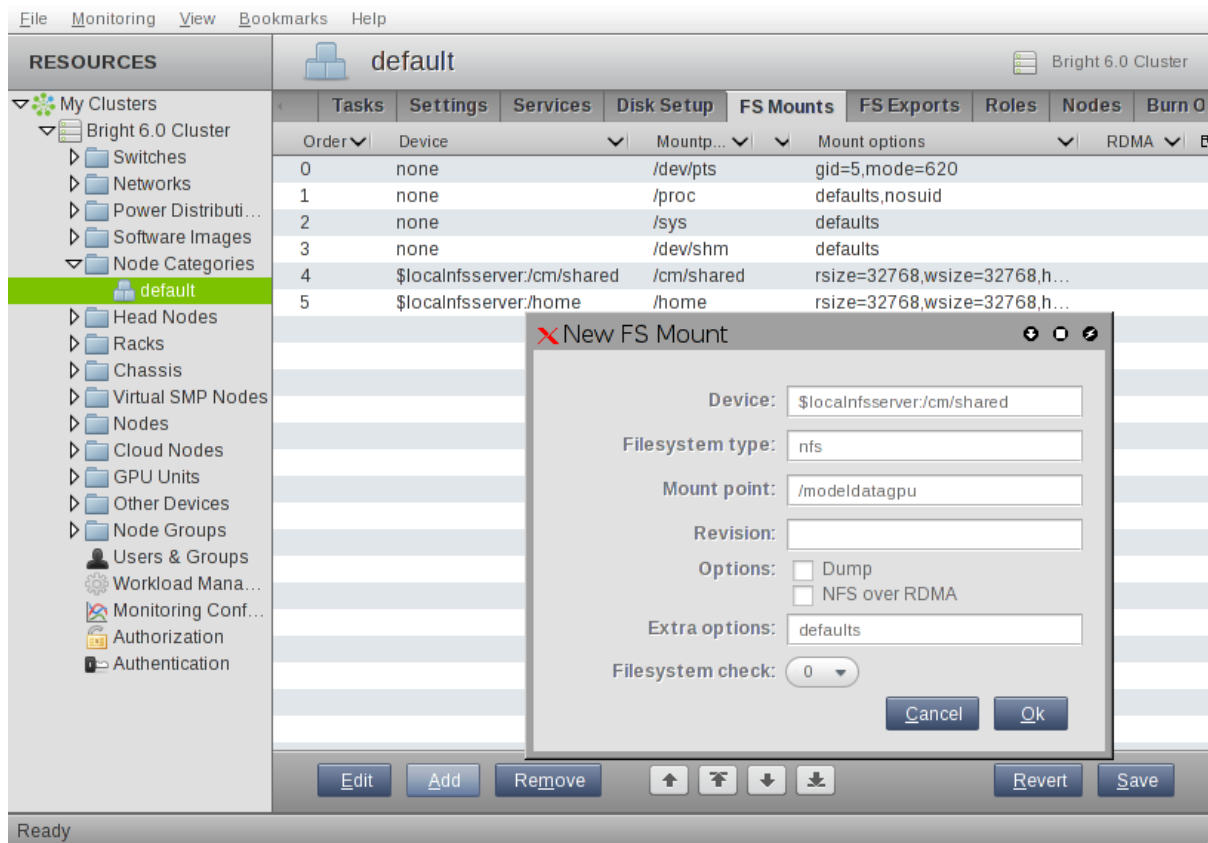 File Monitoring View Bookmarks Help
RESOURCES
default
Bright 6.0 Cluster
My Clusters
Bright 6.0 Cluster
Switches
Networks
Power Distributi...
Software Images
Node Categories
default
Head Nodes
Racks
Chassis
Virtual SMP Nodes
Nodes
Cloud Nodes
GPU Units
Other Devices
Node Groups
Users & Groups
Workload Mana...
Monitoring Conf...
Authorization
Authentication
Tasks Settings Services Disk Setup FS Mounts FS Exports Roles Nodes Burn O
Order Device Mountp... Mount options RDMA
0 none /dev/pts gid=5,mode=620
1 none /proc defaults,nosuid
2 none /sys defaults
3 none /dev/shm defaults
4 $localnfsserver:/cm/shared /cm/shared rsize=32768,wsize=32768,h...
5 $localnfsserver:/home /home rsize=32768,wsize=32768,h...
New FS Mount
Device: $localnfsserver:/cm/shared
Filesystem type: nfs
Mount point: /modeldatagpu
Revision:
Options: Dump
NFS over RDMA
Extra options: defaults
Filesystem check: 0
Cancel Ok
Edit Add Remove Revert Save
Ready